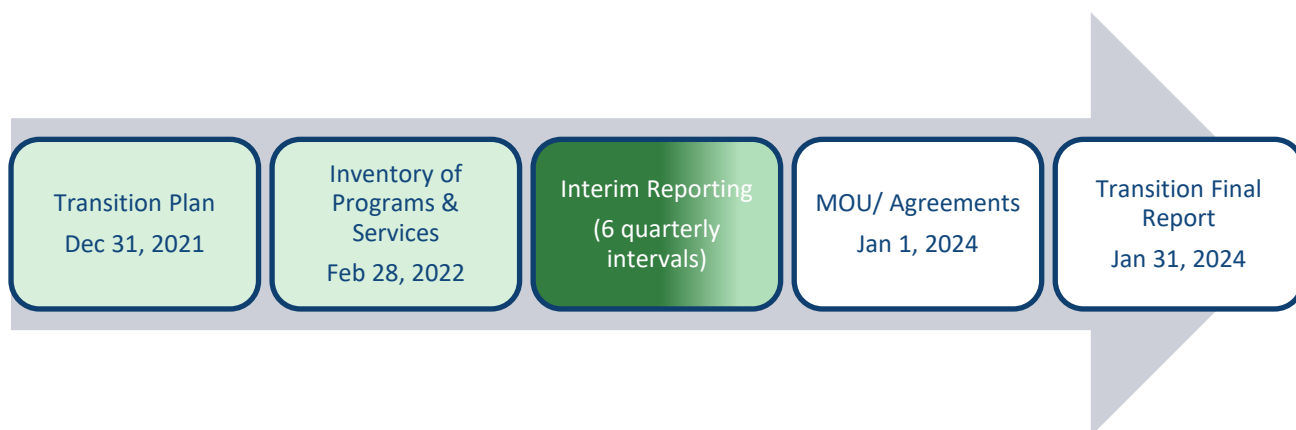 Transition Plan
Dec 31, 2021
Inventory of
Programs &
Services
Feb 28, 2022
Interim Reporting
(6 quarterly
intervals)
MOU/ Agreements
Jan 1, 2024
Transition Final
Report
Jan 31, 2024